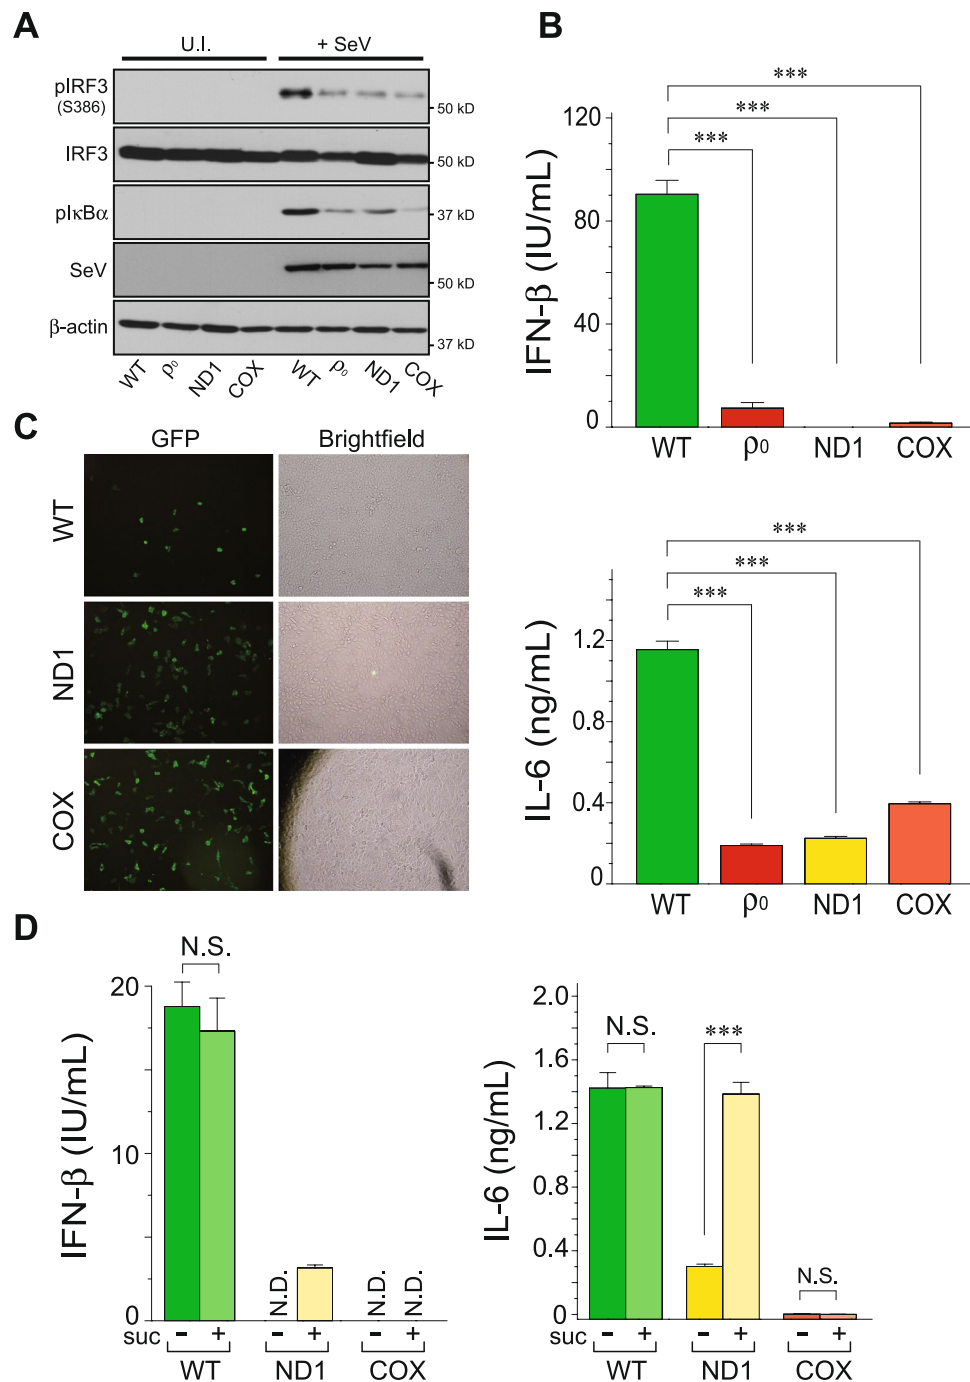 A
U.I.
+ SeV
pIRF3
(S386)
50 kD
IRF3
50 kD
pIκBα
37 kD
SeV
50 kD
β-actin
37 kD
WT ρ0 ND1 COX WT ρ0 ND1 COX
B
***
***
***
IFN-β (IU/mL)
120
80
40
0
WT ρ0 ND1 COX
***
***
***
IL-6 (ng/mL)
1.2
0.8
0.4
0
WT ρ0 ND1 COX
C
GFP Brightfield
WT
ND1
COX
D
N.S.
IFN-β (IU/mL)
20
10
0
N.D. N.D. N.D.
suc - + - + - +
WT ND1 COX
IL-6 (ng/mL)
2.0
1.6
1.2
0.8
0.4
0
N.S. *** N.S.
suc - + - + - +
WT ND1 COX